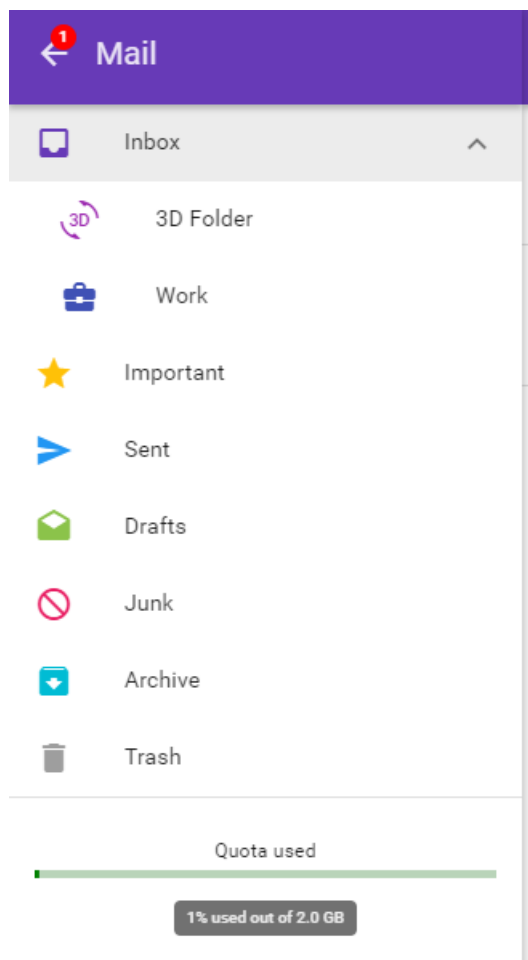 1
Mail
Inbox
3D
3D Folder
Work
Important
Sent
Drafts
Junk
Archive
Trash
Quota used
1% used out of 2.0 GB